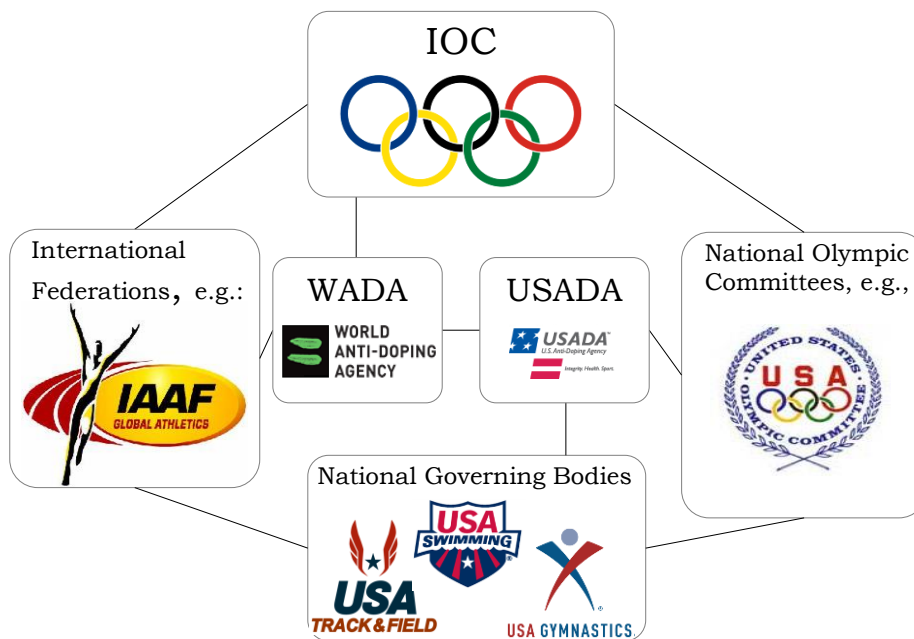 IOC
International
Federations, e.g.:
IAAF
GLOBAL ATHLETICS
WADA
WORLD
ANTI-DOPING
AGENCY
USADA
USADA™
U.S. Anti-Doping Agency
Integrity. Health. Sport.
National Olympic
Committees, e.g.,
UNITED STATES
USA
OLYMPIC COMMITTEE
National Governing Bodies
USA
TRACK & FIELD
USA
SWIMMING
®
®
USA GYMNASTICS